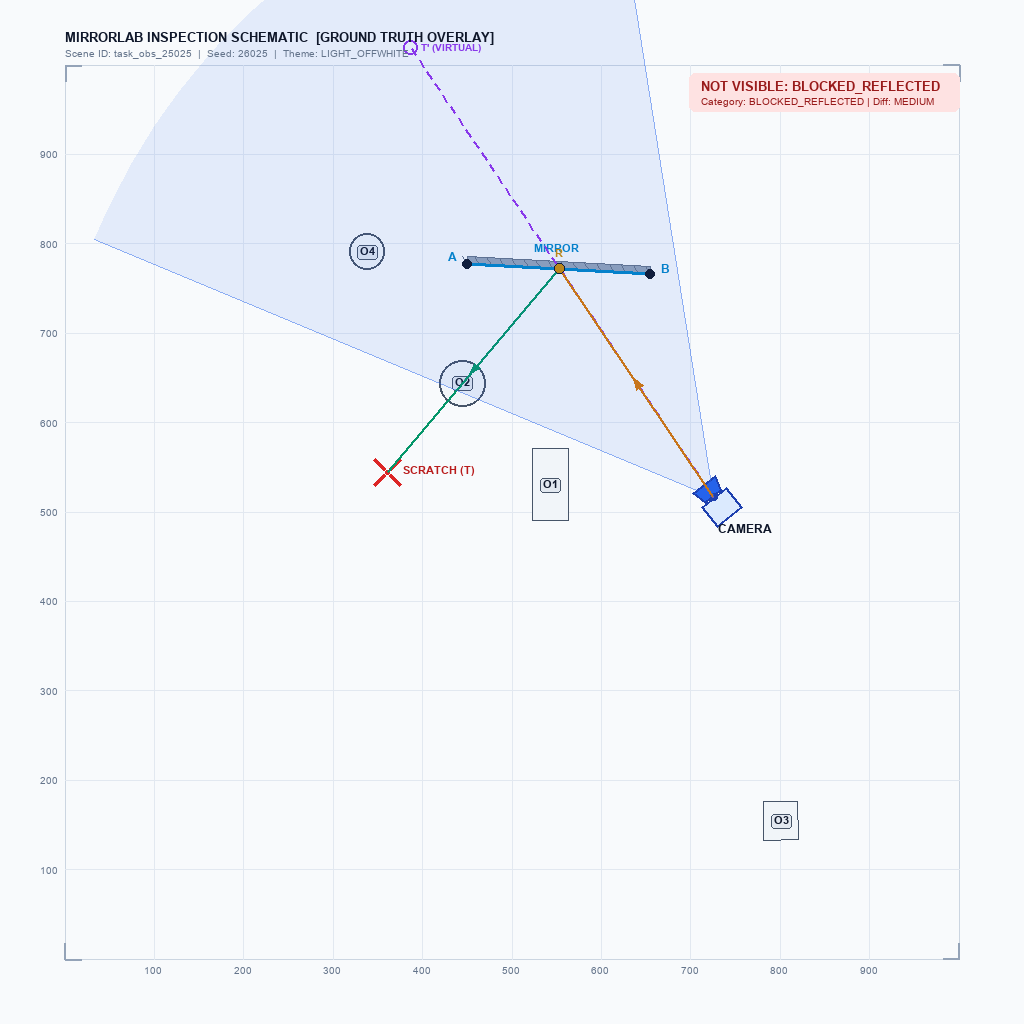 MIRRORLAB INSPECTION SCHEMATIC [GROUND TRUTH OVERLAY]
T' (VIRTUAL)
Scene ID: task_obs_25025 | Seed: 26025 | Theme: LIGHT_OFFWHITE
NOT VISIBLE: BLOCKED_REFLECTED
Category: BLOCKED_REFLECTED | Diff: MEDIUM
900
800
O4
A
MIRROR
R
B
700
O2
600
SCRATCH (T)
O1
500
CAMERA
400
300
200
O3
100
100 200 300 400 500 600 700 800 900